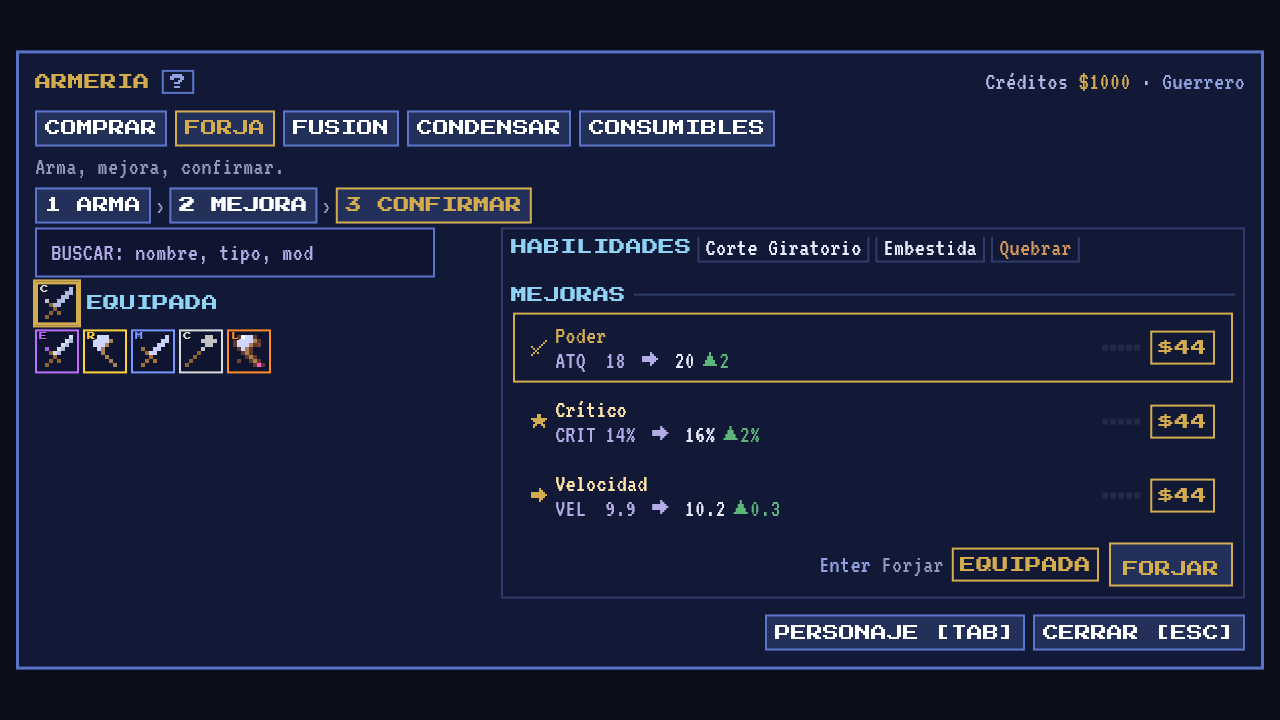 ARMERIA ? Créditos $1000 · Guerrero
COMPRAR FORJA FUSION CONDENSAR CONSUMIBLES
Arma, mejora, confirmar.
1 ARMA › 2 MEJORA › 3 CONFIRMAR
BUSCAR: nombre, tipo, mod
C EQUIPADA
E R M C L
HABILIDADES Corte Giratorio Embestida Quebrar
MEJORAS
Poder
ATQ 18 20 2 $44
Crítico
CRIT 14% 16% 2% $44
Velocidad
VEL 9.9 10.2 0.3 $44
Enter Forjar EQUIPADA FORJAR
PERSONAJE [TAB] CERRAR [ESC]